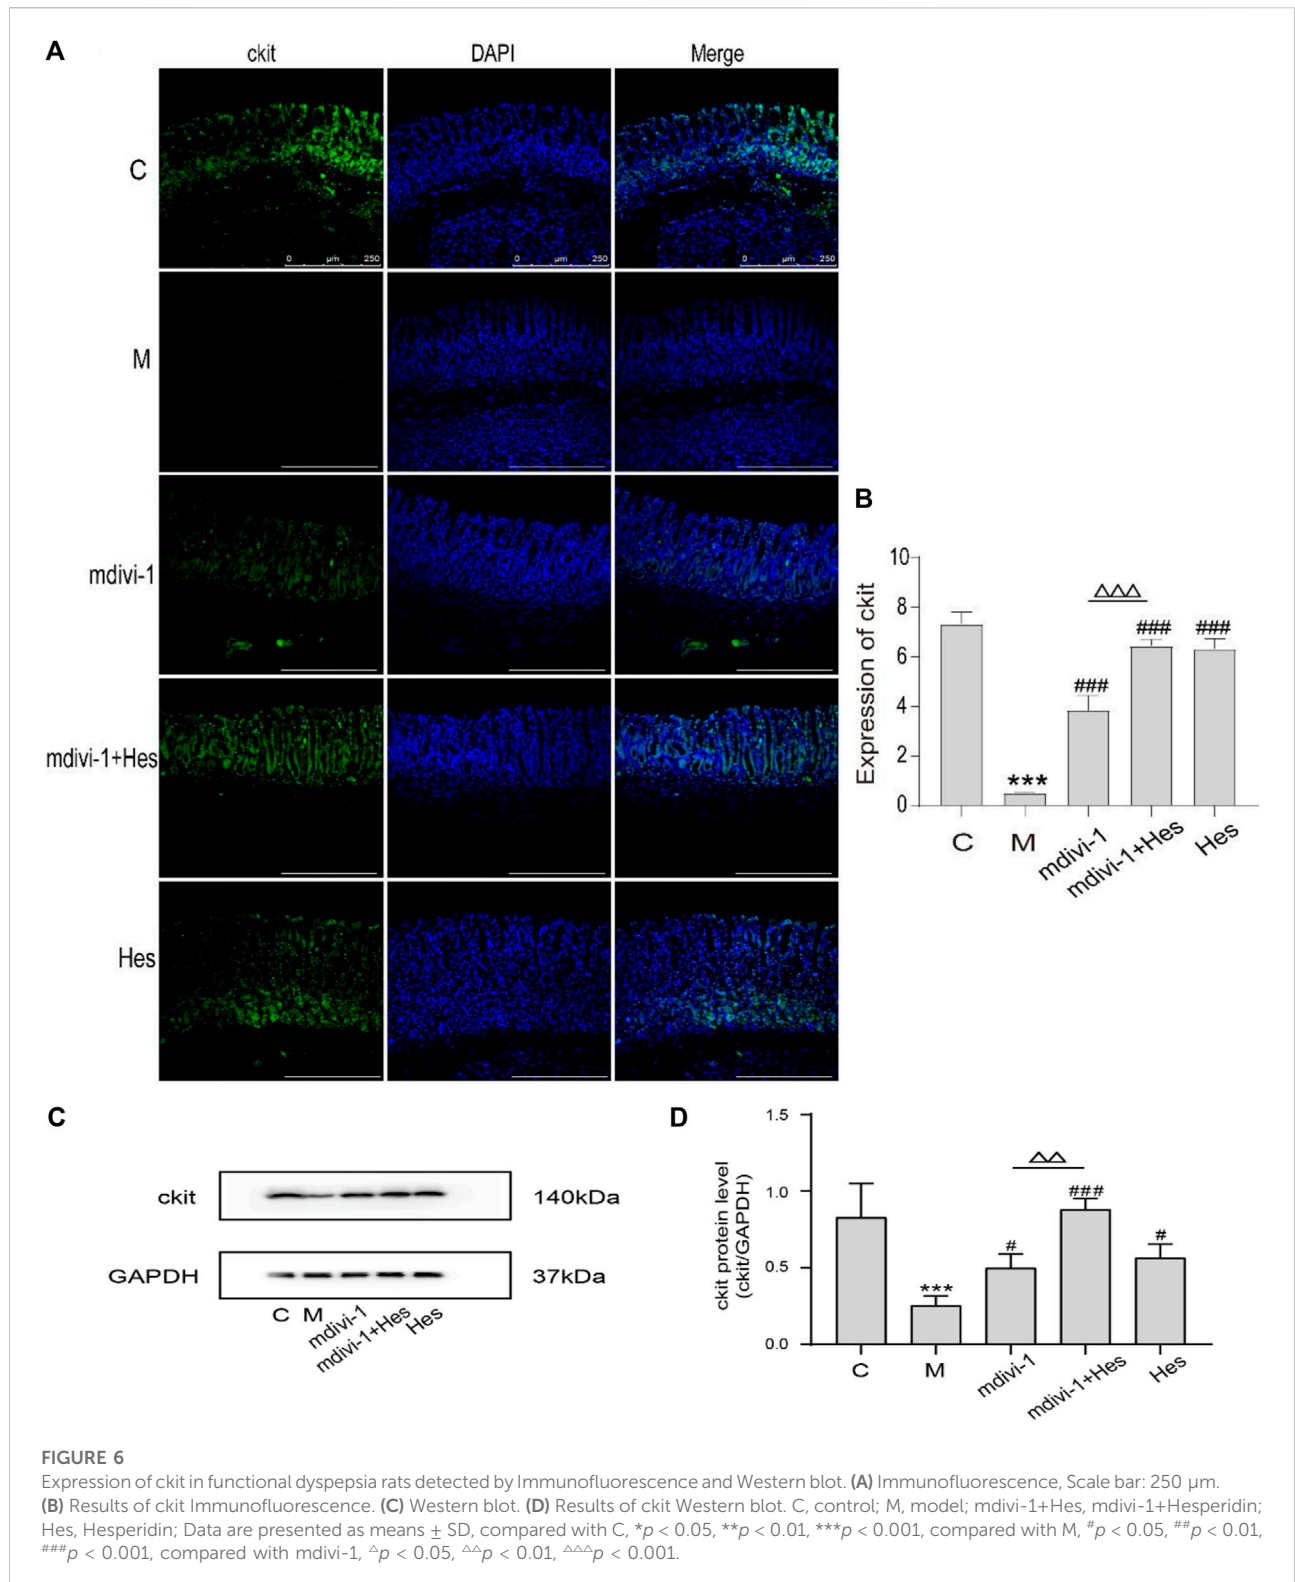 A
ckit DAPI Merge
C
0 µm 250 0 µm 250 0 µm 250
M
mdivi-1
mdivi-1+Hes
Hes
B
Expression of ckit
10
8
6
4
2
0
***
###
△△△
###
###
C M mdivi-1 mdivi-1+Hes Hes
C
ckit 140kDa
GAPDH 37kDa
C M mdivi-1 mdivi-1+Hes Hes
D
ckit protein level
(ckit/GAPDH)
1.5
1.0
0.5
0.0
***
#
△△
###
#
C M mdivi-1 mdivi-1+Hes Hes
FIGURE 6
Expression of ckit in functional dyspepsia rats detected by Immunofluorescence and Western blot. (A) Immunofluorescence, Scale bar: 250 µm.
(B) Results of ckit Immunofluorescence. (C) Western blot. (D) Results of ckit Western blot. C, control; M, model; mdivi-1+Hes, mdivi-1+Hesperidin;
Hes, Hesperidin; Data are presented as means ± SD, compared with C, *p < 0.05, **p < 0.01, ***p < 0.001, compared with M, #p < 0.05, ##p < 0.01,
###p < 0.001, compared with mdivi-1, △p < 0.05, △△p < 0.01, △△△p < 0.001.